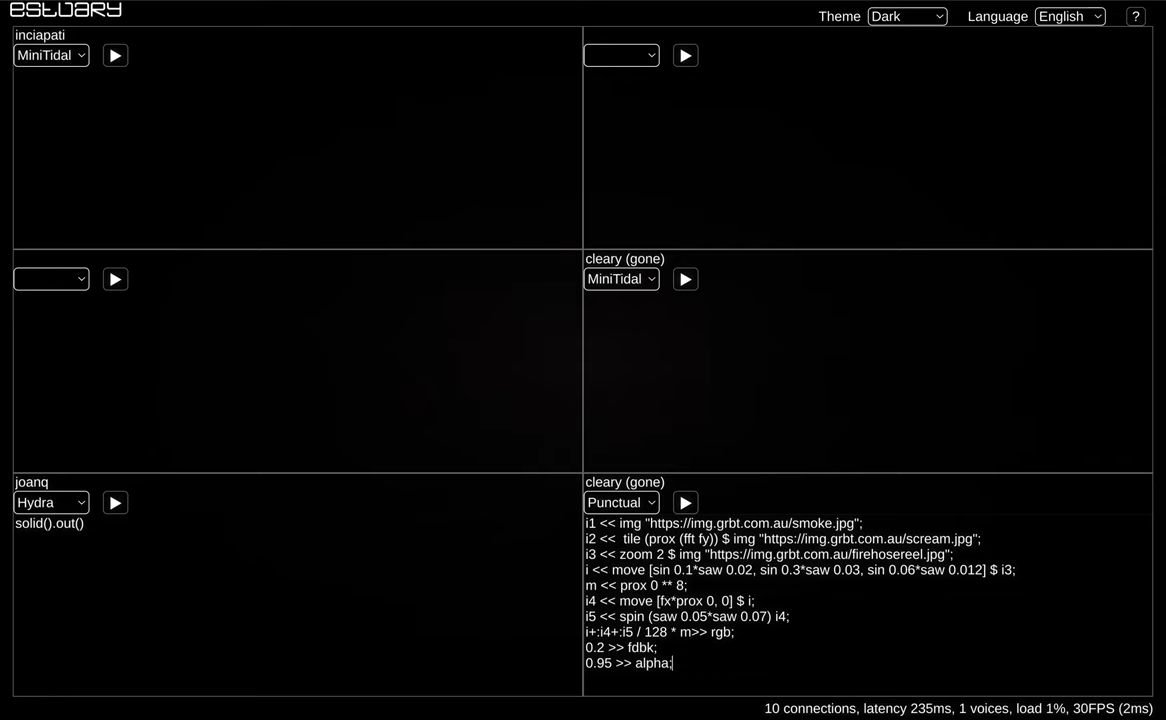 estuary
Theme Dark Language English ?
inciapati
MiniTidal
cleary (gone)
MiniTidal
joanq
Hydra
solid().out()
cleary (gone)
Punctual
i1 << img "https://img.grbt.com.au/smoke.jpg";
i2 <<  tile (prox (fft fy)) $ img "https://img.grbt.com.au/scream.jpg";
i3 << zoom 2 $ img "https://img.grbt.com.au/firehosereel.jpg";
i << move [sin 0.1*saw 0.02, sin 0.3*saw 0.03, sin 0.06*saw 0.012] $ i3;
m << prox 0 ** 8;
i4 << move [fx*prox 0, 0] $ i;
i5 << spin (saw 0.05*saw 0.07) i4;
i+:i4+:i5 / 128 * m>> rgb;
0.2 >> fdbk;
0.95 >> alpha;
10 connections, latency 235ms, 1 voices, load 1%, 30FPS (2ms)